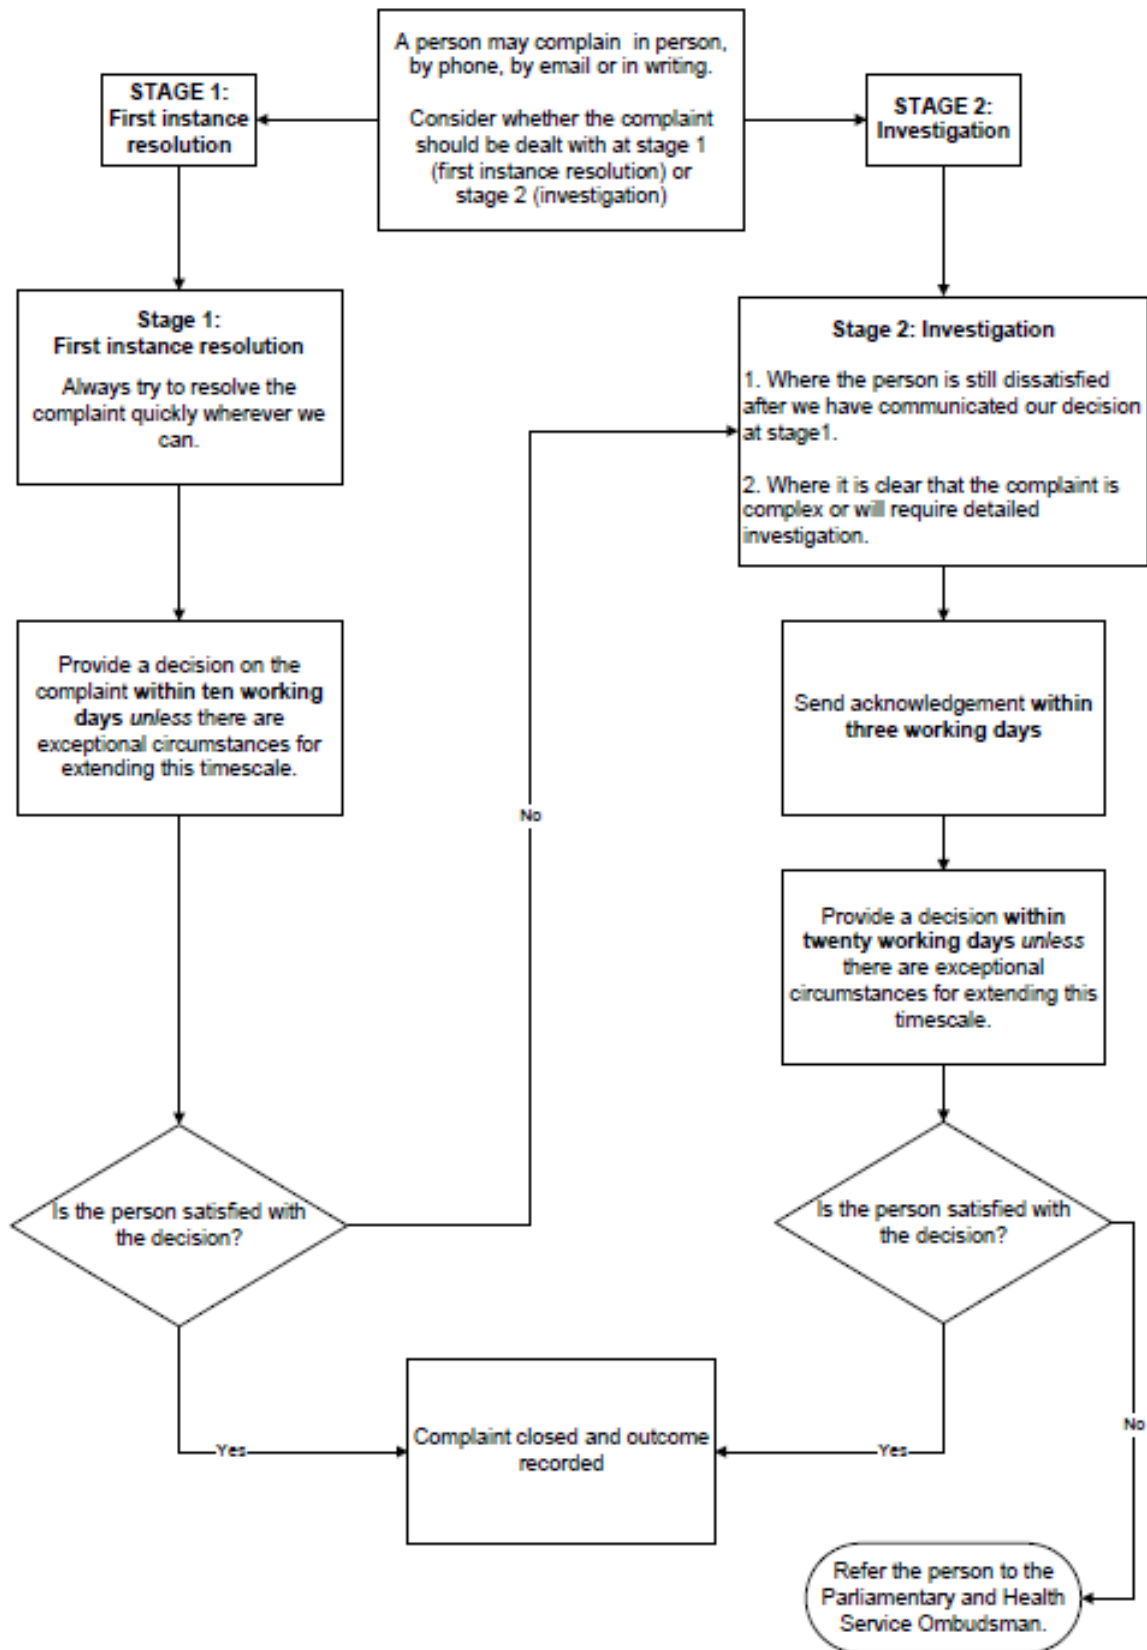 A person may complain in person,
by phone, by email or in writing.
Consider whether the complaint
should be dealt with at stage 1
(first instance resolution) or
stage 2 (investigation)
STAGE 1:
First instance
resolution
STAGE 2:
Investigation
Stage 1:
First instance resolution
Always try to resolve the
complaint quickly wherever we
can.
Stage 2: Investigation
1. Where the person is still dissatisfied
after we have communicated our decision
at stage1.
2. Where it is clear that the complaint is
complex or will require detailed
investigation.
Provide a decision on the
complaint within ten working
days unless there are
exceptional circumstances for
extending this timescale.
Send acknowledgement within
three working days
No
Provide a decision within
twenty working days unless
there are exceptional
circumstances for extending this
timescale.
Is the person satisfied with
the decision?
Is the person satisfied with
the decision?
Yes
Complaint closed and outcome
recorded
Yes
No
Refer the person to the
Parliamentary and Health
Service Ombudsman.